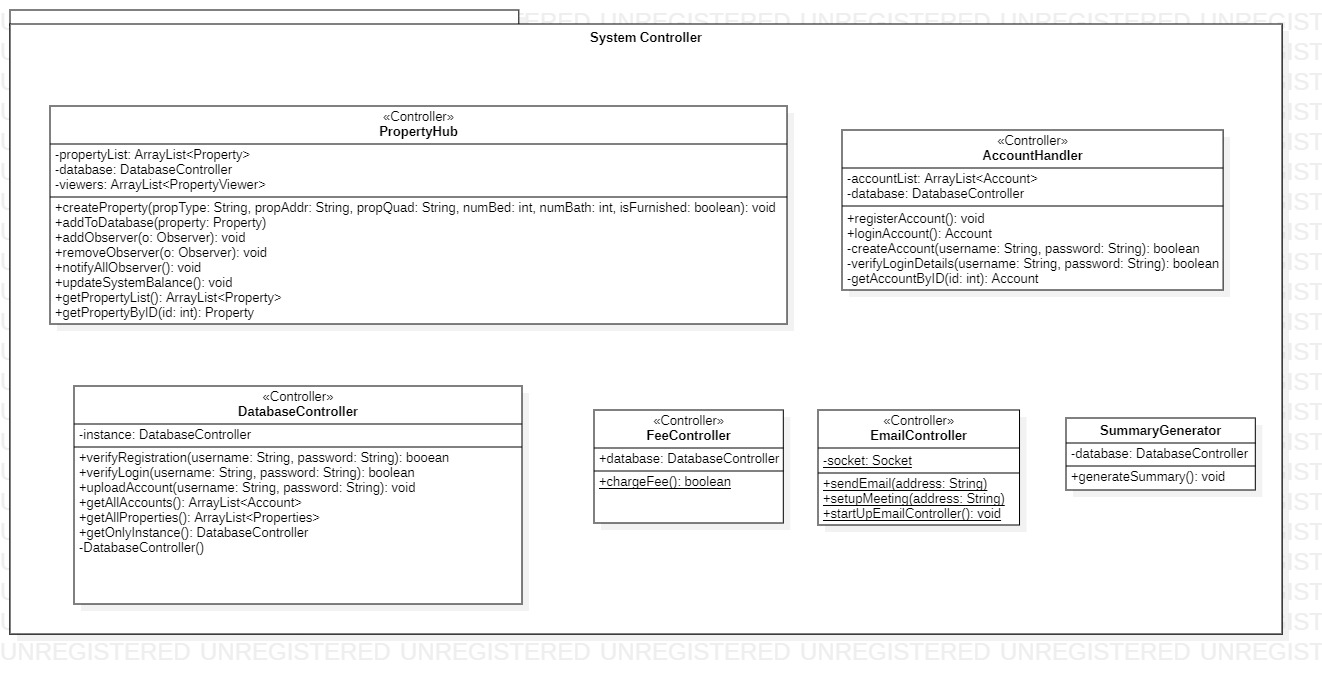 System Controller
«Controller»
PropertyHub
-propertyList: ArrayList<Property>
-database: DatabaseController
-viewers: ArrayList<PropertyViewer>
+createProperty(propType: String, propAddr: String, propQuad: String, numBed: int, numBath: int, isFurnished: boolean): void
+addToDatabase(property: Property)
+addObserver(o: Observer): void
+removeObserver(o: Observer): void
+notifyAllObserver(): void
+updateSystemBalance(): void
+getPropertyList(): ArrayList<Property>
+getPropertyByID(id: int): Property
«Controller»
AccountHandler
-accountList: ArrayList<Account>
-database: DatabaseController
+registerAccount(): void
+loginAccount(): Account
-createAccount(username: String, password: String): boolean
-verifyLoginDetails(username: String, password: String): boolean
-getAccountByID(id: int): Account
«Controller»
DatabaseController
-instance: DatabaseController
+verifyRegistration(username: String, password: String): booean
+verifyLogin(username: String, password: String): boolean
+uploadAccount(username: String, password: String): void
+getAllAccounts(): ArrayList<Account>
+getAllProperties(): ArrayList<Properties>
+getOnlyInstance(): DatabaseController
-DatabaseController()
«Controller»
FeeController
+database: DatabaseController
+chargeFee(): boolean
«Controller»
EmailController
-socket: Socket
+sendEmail(address: String)
+setupMeeting(address: String)
+startUpEmailController(): void
SummaryGenerator
-database: DatabaseController
+generateSummary(): void
UNREGISTERED UNREGISTERED UNREGISTERED UNREGISTERED UNREGISTERED UNREGISTERED UNREGIST